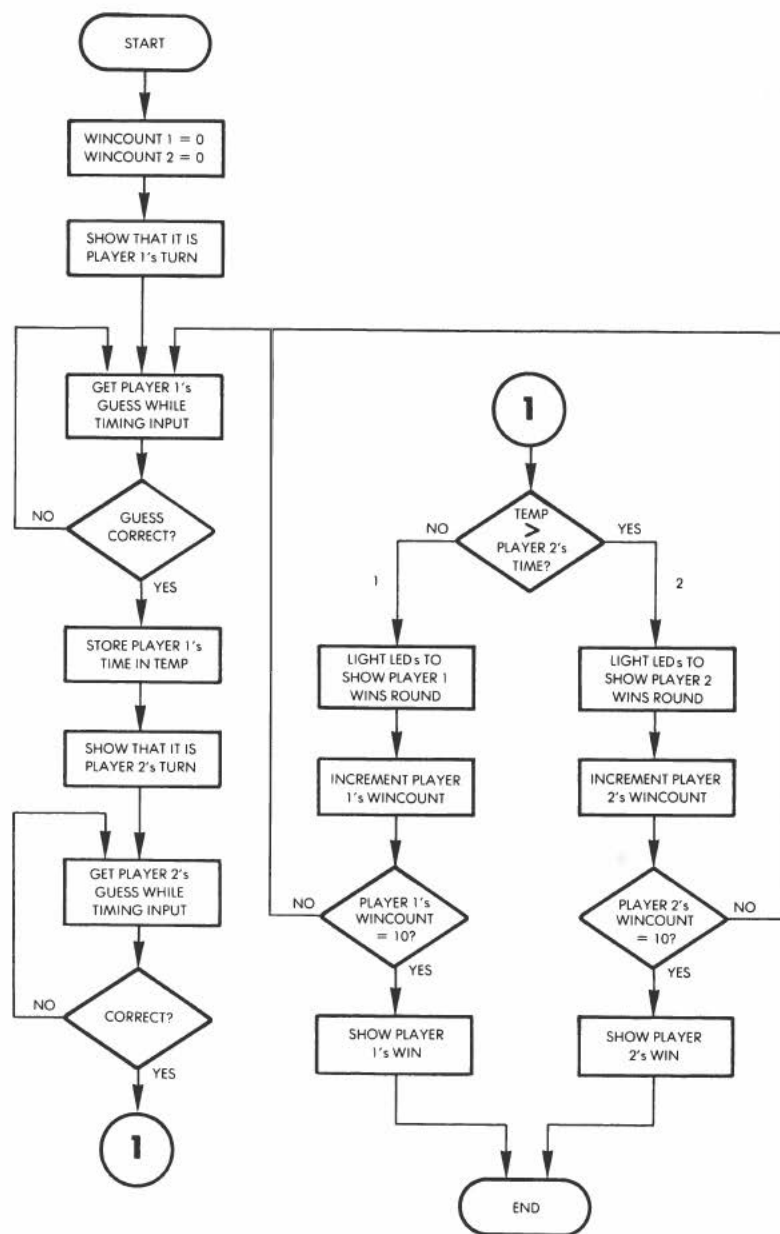 START
WINCOUNT 1 = 0
WINCOUNT 2 = 0
SHOW THAT IT IS
PLAYER 1's TURN
GET PLAYER 1's
GUESS WHILE
TIMING INPUT
NO
GUESS
CORRECT?
YES
STORE PLAYER 1's
TIME IN TEMP
SHOW THAT IT IS
PLAYER 2's TURN
GET PLAYER 2's
GUESS WHILE
TIMING INPUT
NO
CORRECT?
YES
1
1
TEMP
>
PLAYER 2's
TIME?
NO
YES
1
2
LIGHT LEDs TO
SHOW PLAYER 1
WINS ROUND
LIGHT LEDs TO
SHOW PLAYER 2
WINS ROUND
INCREMENT PLAYER
1's WINCOUNT
INCREMENT PLAYER
2's WINCOUNT
NO
PLAYER 1's
WINCOUNT
= 10?
YES
PLAYER 2's
WINCOUNT
= 10?
NO
YES
SHOW PLAYER
1's WIN
SHOW PLAYER
2's WIN
END